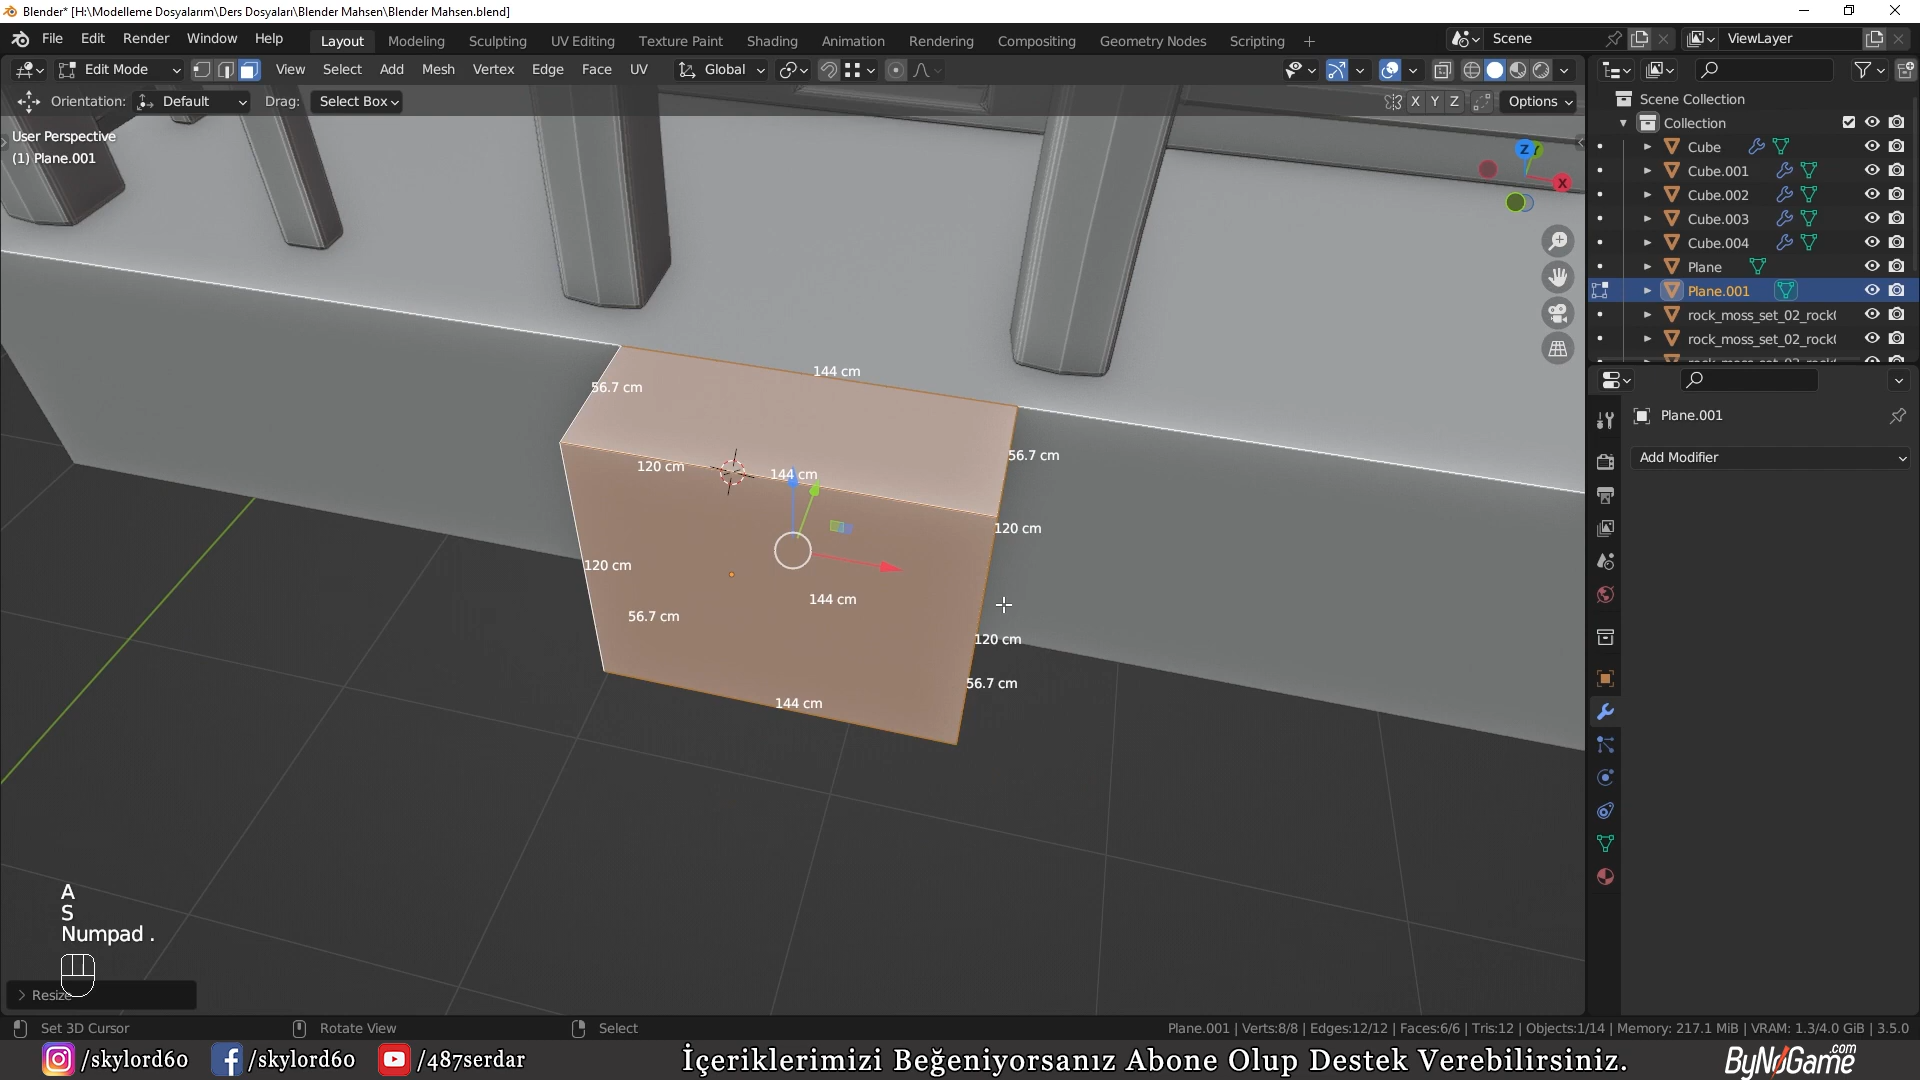 Blender* [H:\Modelleme Dosyalarım\Ders Dosyaları\Blender Mahsen\Blender Mahsen.blend]
File Edit Render Window Help Layout Modeling Sculpting UV Editing Texture Paint Shading Animation Rendering Compositing Geometry Nodes Scripting + Scene ViewLayer
Edit Mode View Select Add Mesh Vertex Edge Face UV Global
Orientation: Default Drag: Select Box X Y Z Options
User Perspective
(1) Plane.001
Z Y
X
Scene Collection
Collection
Cube
Cube.001
Cube.002
Cube.003
Cube.004
Plane
Plane.001
rock_moss_set_02_rock
rock_moss_set_02_rock
Plane.001
Add Modifier
144 cm
56.7 cm
56.7 cm
120 cm
144 cm
120 cm
120 cm
144 cm
56.7 cm
120 cm
56.7 cm
144 cm
A
S
Numpad .
Resize
Set 3D Cursor Rotate View Select Plane.001 | Verts:8/8 | Edges:12/12 | Faces:6/6 | Tris:12 | Objects:1/14 | Memory: 217.1 MiB | VRAM: 1.3/4.0 GiB | 3.5.0
/skylord60 /skylord60 /487serdar İçeriklerimizi Beğeniyorsanız Abone Olup Destek Verebilirsiniz. ByNoGame.com